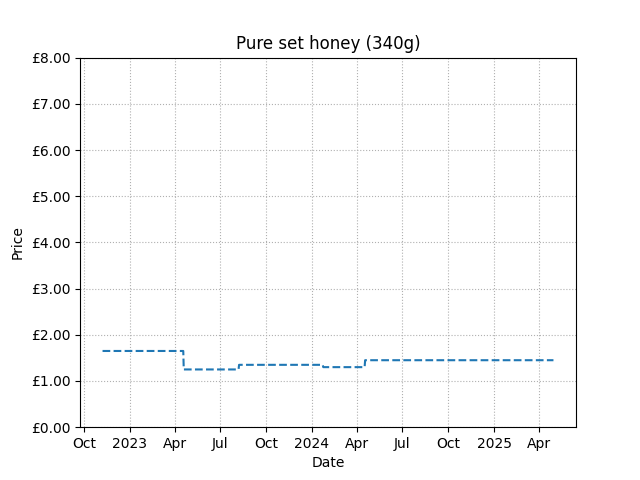 Pure set honey (340g)
£8.00
£7.00
£6.00
£5.00
£4.00
£3.00
£2.00
£1.00
£0.00
Price
Oct 2023 Apr Jul Oct 2024 Apr Jul Oct 2025 Apr
Date